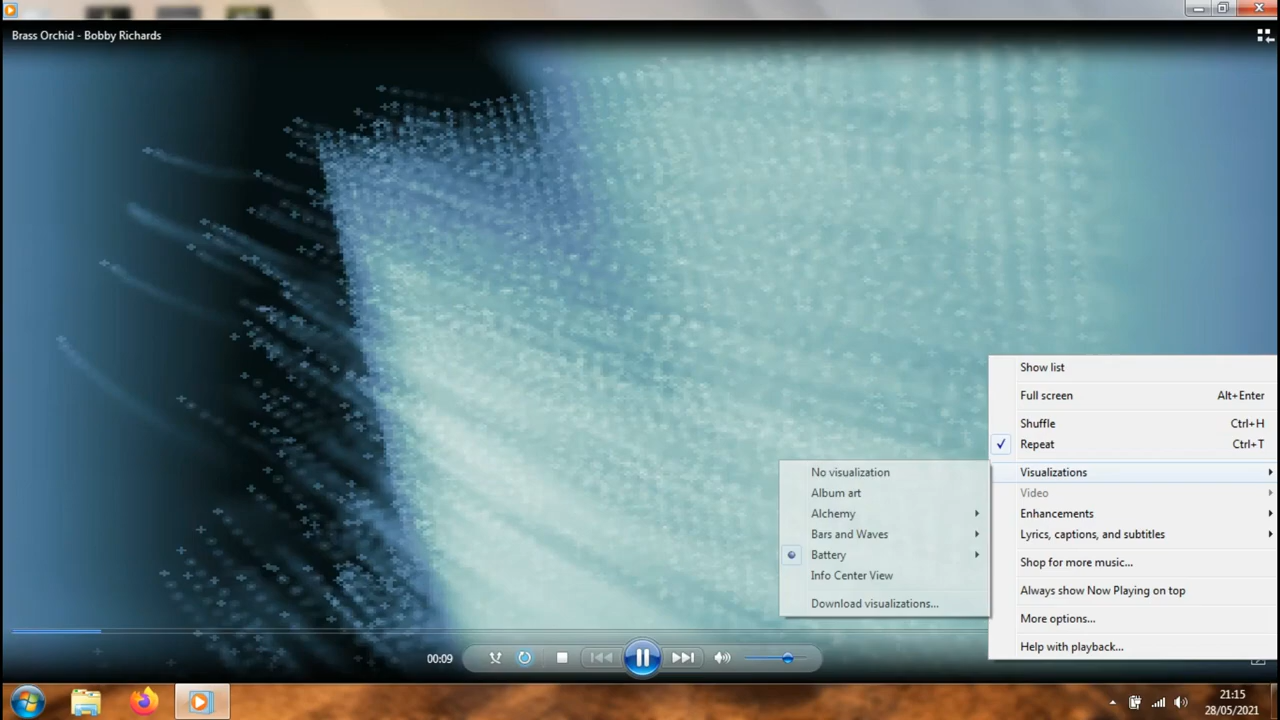 Brass Orchid - Bobby Richards
Show list
Full screen Alt+Enter
Shuffle Ctrl+H
Repeat Ctrl+T
Visualizations
Video
Enhancements
Lyrics, captions, and subtitles
Shop for more music...
Always show Now Playing on top
More options...
Help with playback...
No visualization
Album art
Alchemy
Bars and Waves
Battery
Info Center View
Download visualizations...
00:09
21:15
28/05/2021